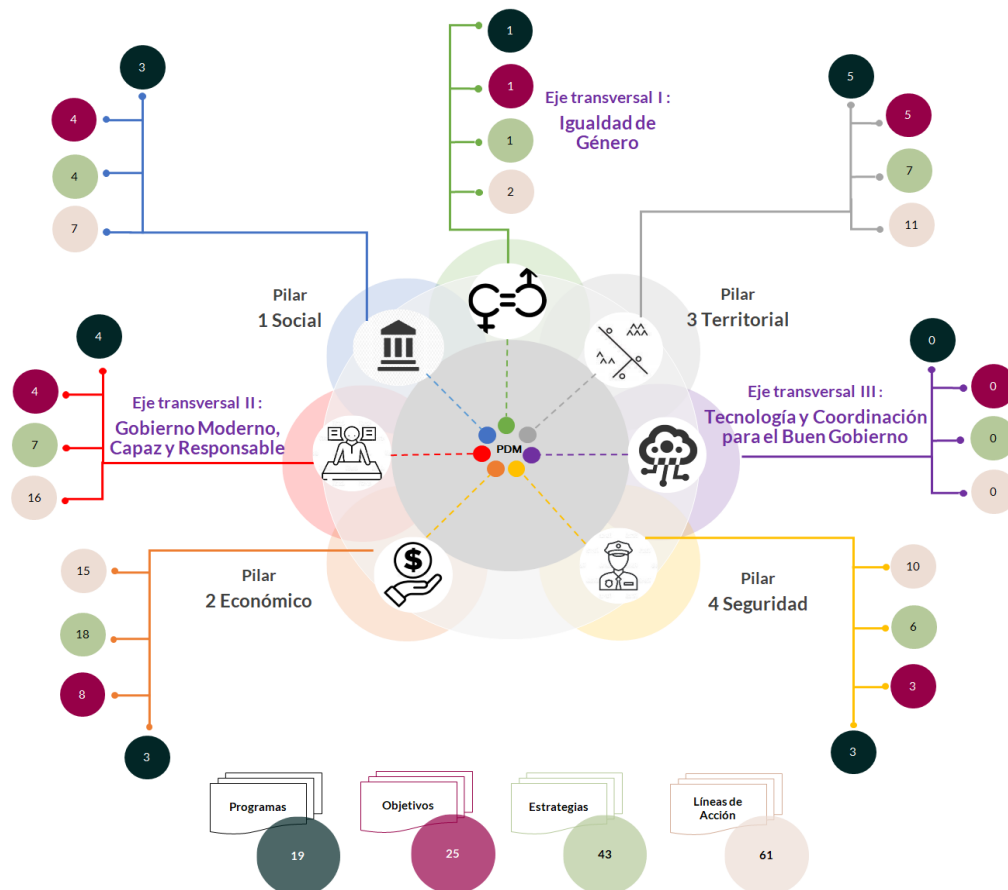 3
4
4
7
1
1
1
2
Eje transversal I :
Igualdad de
Género
5
5
7
11
Pilar
1 Social
Pilar
3 Territorial
4
4
7
16
Eje transversal II :
Gobierno Moderno,
Capaz y Responsable
PDM
Eje transversal III :
Tecnología y Coordinación
para el Buen Gobierno
0
0
0
0
15
18
8
3
Pilar
2 Económico
$
Pilar
4 Seguridad
10
6
3
3
Programas
19
Objetivos
25
Estrategias
43
Líneas de
Acción
61